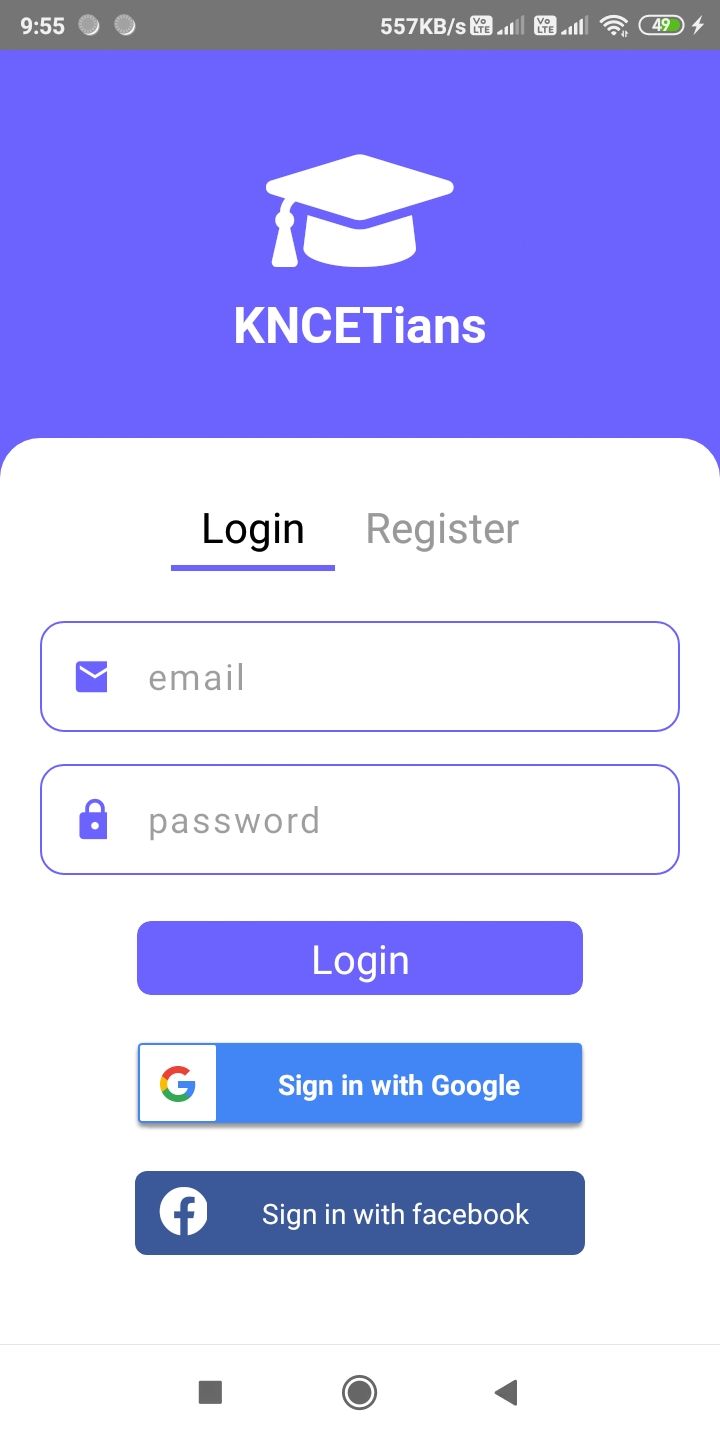 9:55 557KB/s Vo LTE Vo LTE 49
KNCETians
Login Register
email
password
Login
Sign in with Google
Sign in with facebook